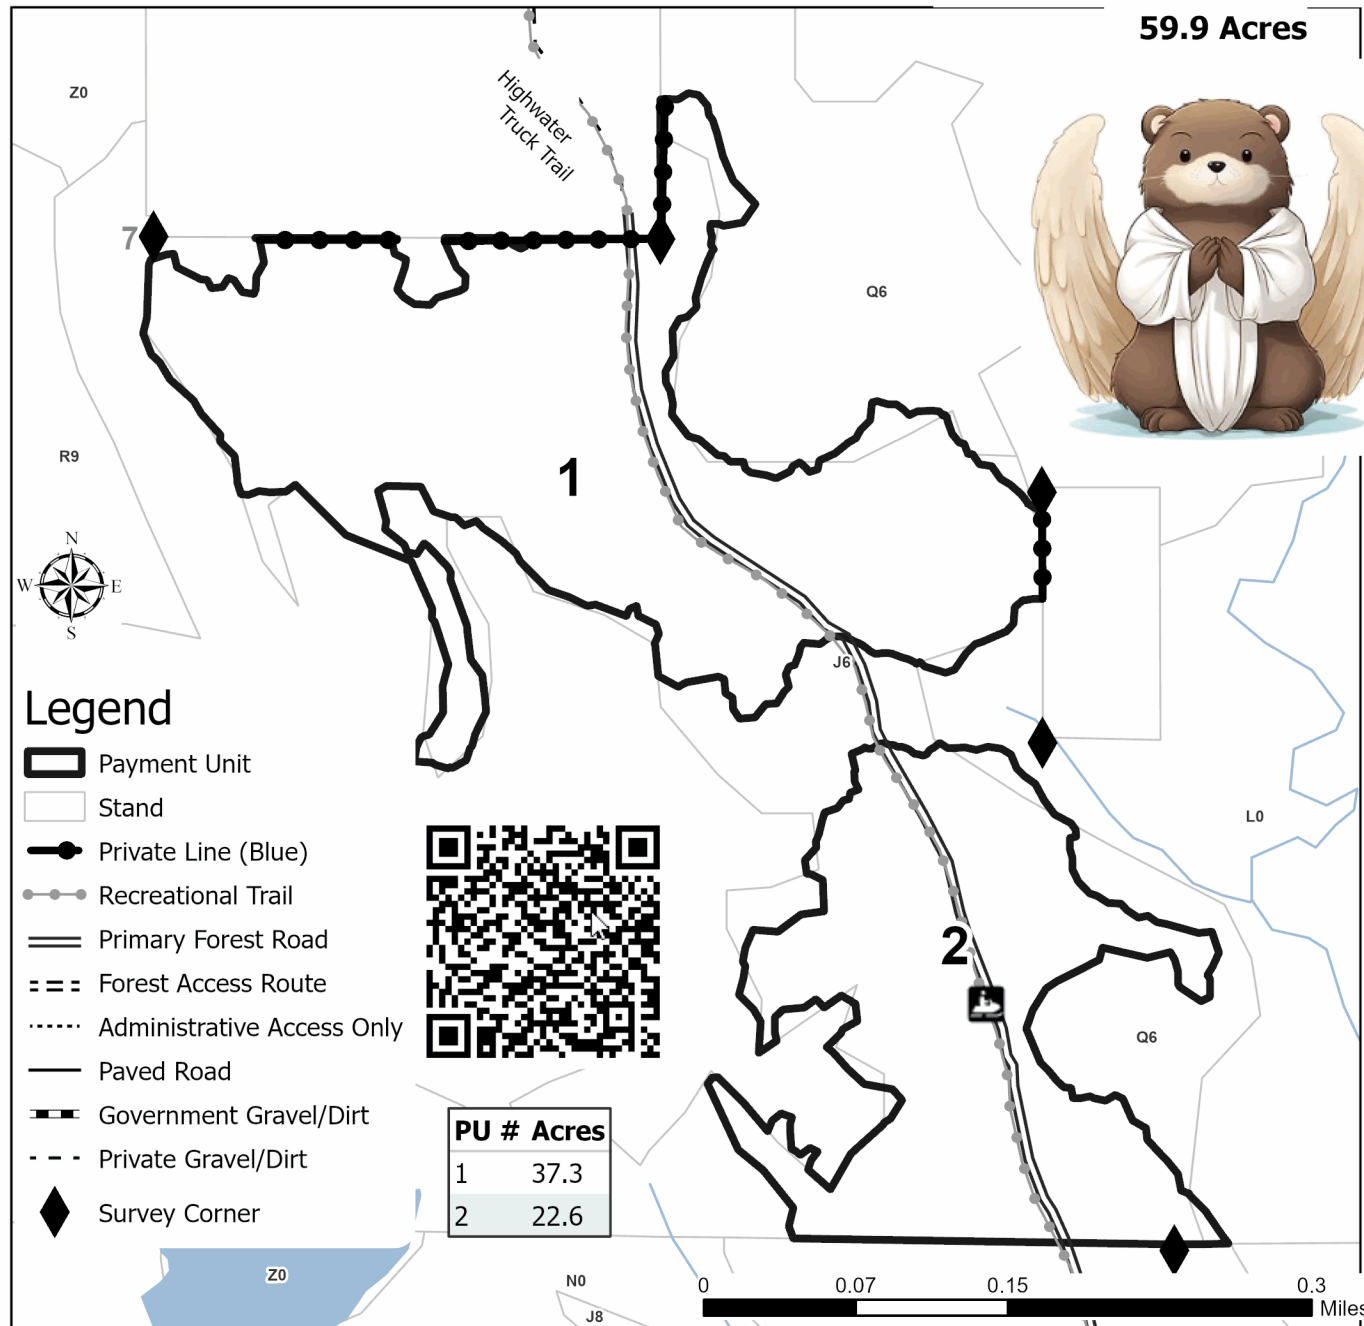 59.9 Acres
Z0
Highwater
Truck Trail
7
Q6
R9
1
N
W E
S
J6
Legend
Payment Unit
Stand
Private Line (Blue)
Recreational Trail
Primary Forest Road
Forest Access Route
Administrative Access Only
Paved Road
Government Gravel/Dirt
Private Gravel/Dirt
Survey Corner
L0
2
Q6
PU # Acres
1 37.3
2 22.6
Z0
N0
J8
0 0.07 0.15 0.3
Miles